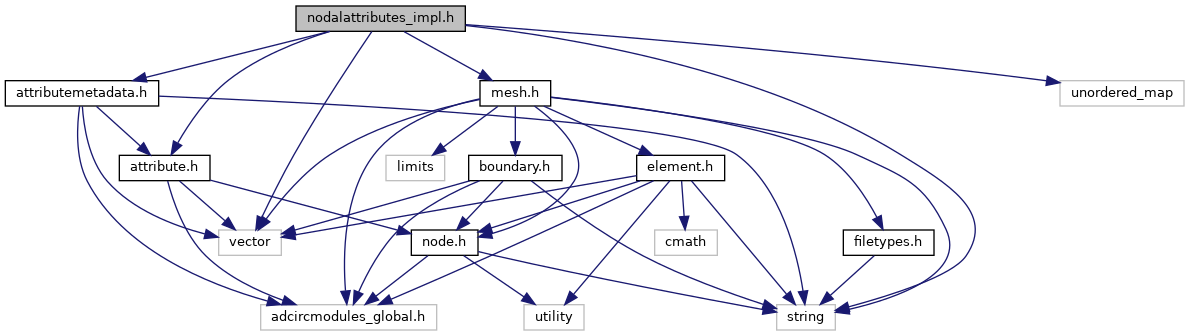 nodalattributes_impl.h
attributemetadata.h
mesh.h
unordered_map
attribute.h
limits
boundary.h
element.h
vector
node.h
cmath
filetypes.h
adcircmodules_global.h
utility
string